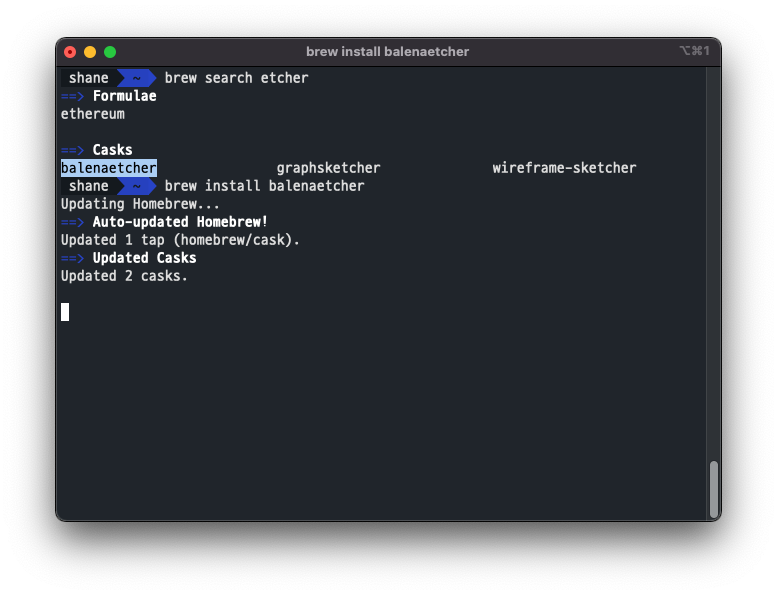 brew install balenaetcher ⌥⌘1
shane ~ brew search etcher
==> Formulae
ethereum
==> Casks
balenaetcher graphsketcher wireframe-sketcher
shane ~ brew install balenaetcher
Updating Homebrew...
==> Auto-updated Homebrew!
Updated 1 tap (homebrew/cask).
==> Updated Casks
Updated 2 casks.